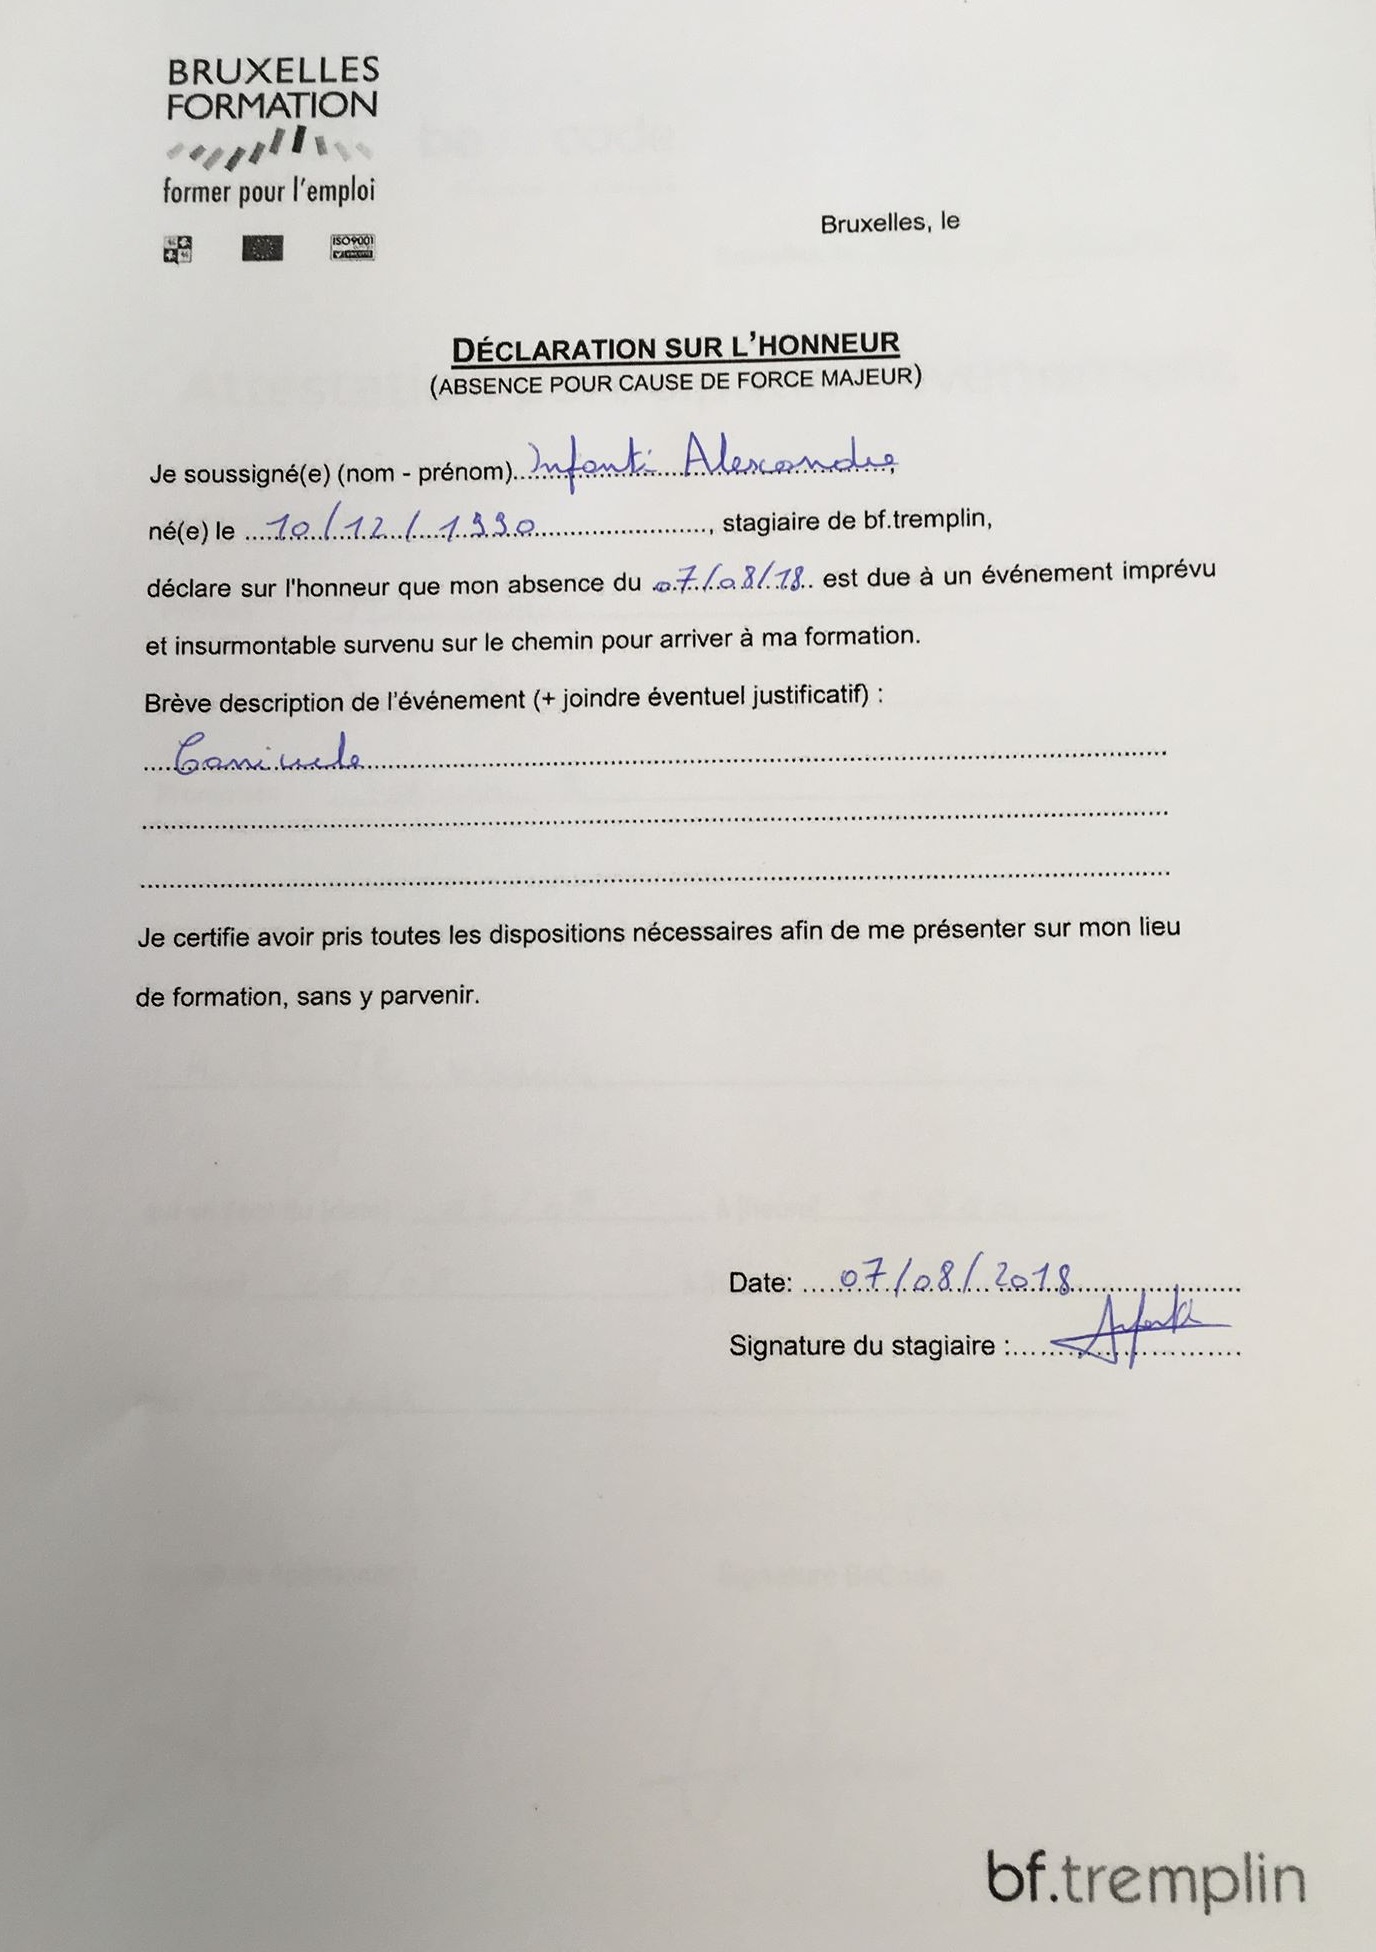 BRUXELLES
FORMATION
former pour l'emploi
ISO9001
Bruxelles, le
DÉCLARATION SUR L'HONNEUR
(ABSENCE POUR CAUSE DE FORCE MAJEUR)
Je soussigné(e) (nom - prénom)...Infanti Alexandre,
né(e) le ....10/12/1990...................., stagiaire de bf.tremplin,
déclare sur l'honneur que mon absence du 07/08/18.. est due à un événement imprévu
et insurmontable survenu sur le chemin pour arriver à ma formation.
Brève description de l'événement (+ joindre éventuel justificatif) :
....Canicule....................
Je certifie avoir pris toutes les dispositions nécessaires afin de me présenter sur mon lieu
de formation, sans y parvenir.
Date: ....07/08/2018....................
Signature du stagiaire :....................
bf.tremplin